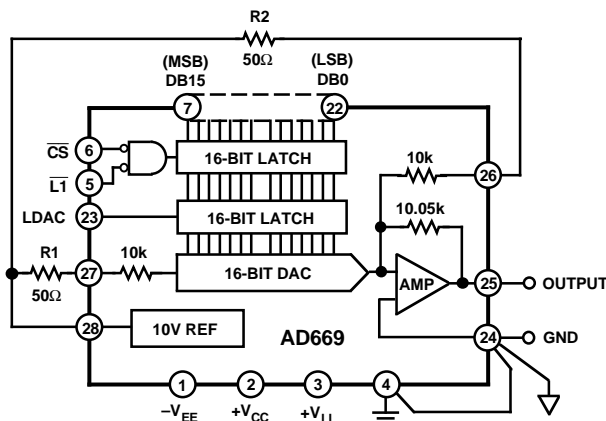 R2
50Ω
(MSB)
DB15
(LSB)
DB0
7
22
CS
6
L1
5
16-BIT LATCH
10k
26
LDAC
23
16-BIT LATCH
10.05k
R1
50Ω
27
10k
16-BIT DAC
AMP
25
OUTPUT
28
10V REF
AD669
24
GND
1
2
3
4
–VEE
+VCC
+VLL